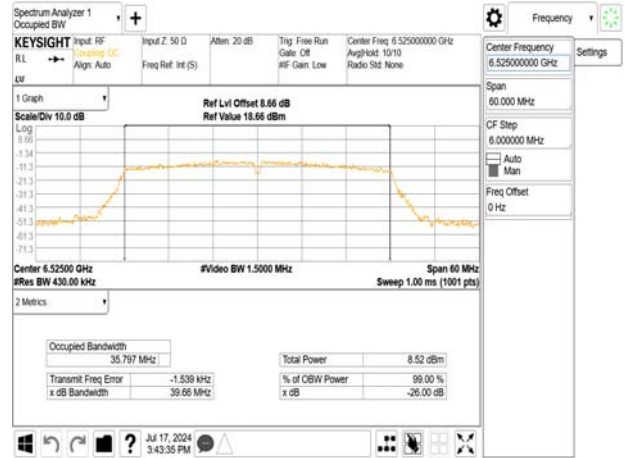 Spectrum Analyzer 1
Occupied BW
Frequency
KEYSIGHT
RL
Input: RF
Coupling: DC
Align: Auto
Input Z: 50 Ω
Freq Ref: Int (S)
Atten: 20 dB
Trig: Free Run
Gate: Off
#IF Gain: Low
Center Freq: 6.525000000 GHz
Avg|Hold: 10/10
Radio Std: None
Center Frequency
6.525000000 GHz
Settings
Span
60.000 MHz
CF Step
6.000000 MHz
Auto
Man
Freq Offset
0 Hz
1 Graph
Scale/Div 10.0 dB
Ref Lvl Offset 8.66 dB
Ref Value 18.66 dBm
Log
8.66
-1.34
-11.3
-21.3
-31.3
-41.3
-51.3
-61.3
-71.3
Center 6.52500 GHz
#Res BW 430.00 kHz
#Video BW 1.5000 MHz
Span 60 MHz
Sweep 1.00 ms (1001 pts)
2 Metrics
Occupied Bandwidth
35.797 MHz
Total Power 8.52 dBm
Transmit Freq Error -1.539 kHz
% of OBW Power 99.00 %
x dB Bandwidth 39.66 MHz
x dB -26.00 dB
Jul 17, 2024
3:43:35 PM